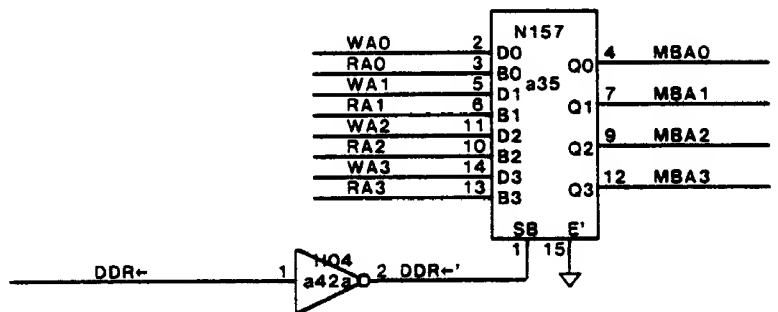 N157
WA0 2 D0
RA0 3 B0 Q0 4 MBA0
WA1 5 D1 a35
RA1 6 B1 Q1 7 MBA1
WA2 11 D2
RA2 10 B2 Q2 9 MBA2
WA3 14 D3
RA3 13 B3 Q3 12 MBA3
SB E'
1 15
H04
DDR← 1 a42a 2 DDR←'